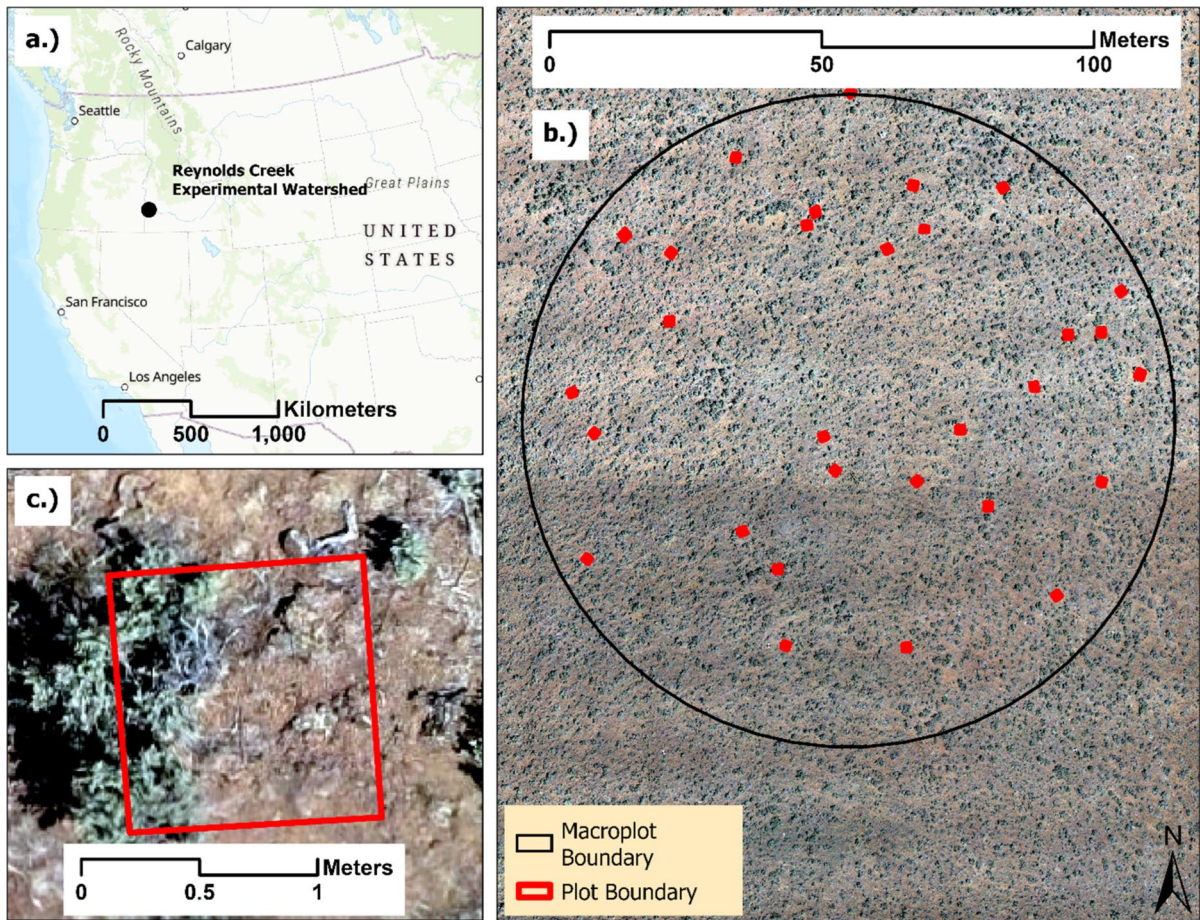 a.)
Rocky Mountains
Calgary
Seattle
Reynolds Creek
Experimental Watershed
Great Plains
UNITED
STATES
San Francisco
Los Angeles
Kilometers
0 500 1,000
b.)
Meters
0 50 100
Macroplot
Boundary
Plot Boundary
N
c.)
Meters
0 0.5 1